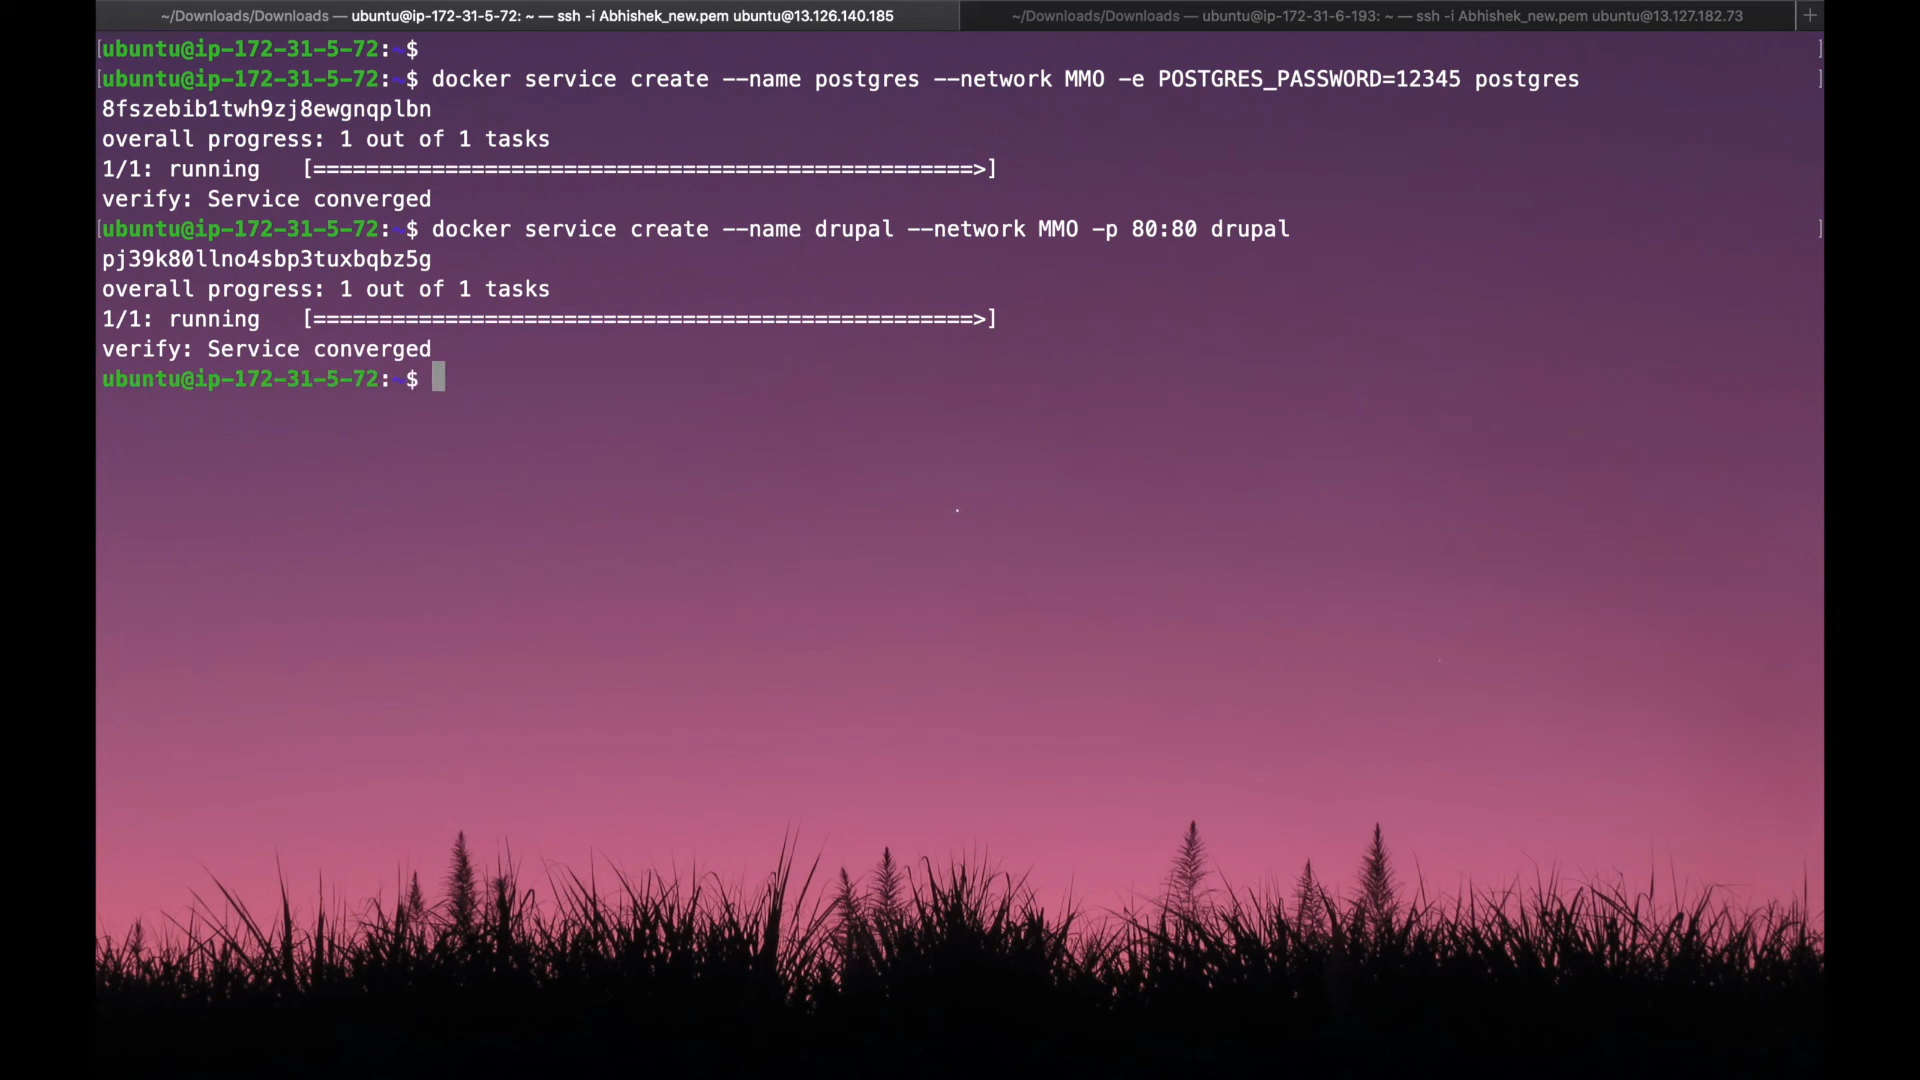 ~/Downloads/Downloads — ubuntu@ip-172-31-5-72: ~ — ssh -i Abhishek_new.pem ubuntu@13.126.140.185
~/Downloads/Downloads — ubuntu@ip-172-31-6-193: ~ — ssh -i Abhishek_new.pem ubuntu@13.127.182.73
[ubuntu@ip-172-31-5-72:~$ ]
[ubuntu@ip-172-31-5-72:~$ docker service create --name postgres --network MMO -e POSTGRES_PASSWORD=12345 postgres ]
8fszebib1twh9zj8ewgnqplbn
overall progress: 1 out of 1 tasks
1/1: running   [==================================================>]
verify: Service converged
[ubuntu@ip-172-31-5-72:~$ docker service create --name drupal --network MMO -p 80:80 drupal ]
pj39k80llno4sbp3tuxbqbz5g
overall progress: 1 out of 1 tasks
1/1: running   [==================================================>]
verify: Service converged
ubuntu@ip-172-31-5-72:~$